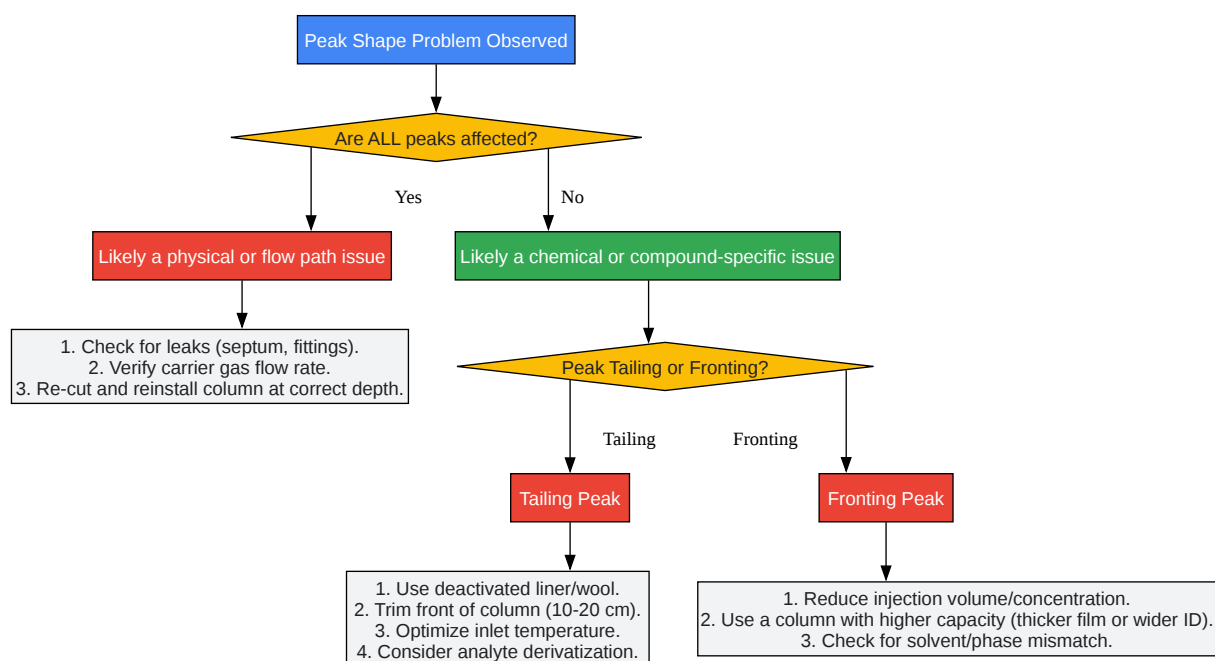 Peak Shape Problem Observed
Are ALL peaks affected?
Yes
No
Likely a physical or flow path issue
Likely a chemical or compound-specific issue
1. Check for leaks (septum, fittings).
2. Verify carrier gas flow rate.
3. Re-cut and reinstall column at correct depth.
Peak Tailing or Fronting?
Tailing
Fronting
Tailing Peak
Fronting Peak
1. Use deactivated liner/wool.
2. Trim front of column (10-20 cm).
3. Optimize inlet temperature.
4. Consider analyte derivatization.
1. Reduce injection volume/concentration.
2. Use a column with higher capacity (thicker film or wider ID).
3. Check for solvent/phase mismatch.